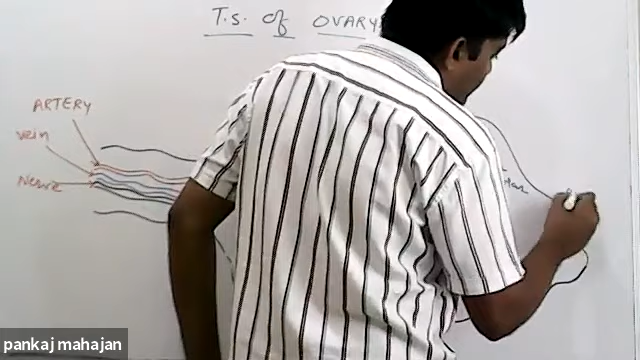 T.S. of OVARY
ARTERY
vein
Nerve
pankaj mahajan